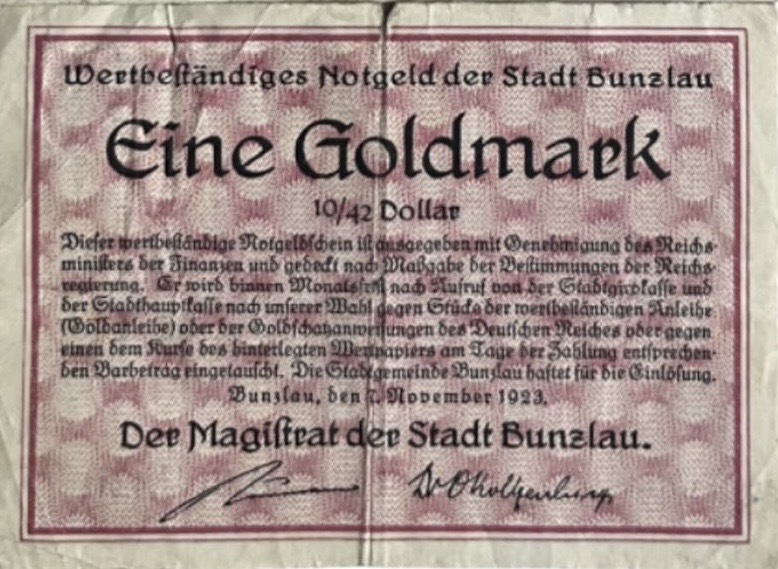 Wertbeständiges Notgeld der Stadt Bunzlau
Eine Goldmark
10/42 Dollar
Dieser wertbeständige Notgeldschein ist ausgegeben mit Genehmigung des Reichs-
ministers der Finanzen und gedeckt nach Maßgabe der Bestimmungen der Reichs-
regierung. Er wird binnen Monatsfrist nach Aufruf von der Stadtgirokasse und
der Stadthauptkasse nach unserer Wahl gegen Stücke der wertbeständigen Anleihe
(Goldanleihe) oder der Goldschatzanweisungen des Deutschen Reiches oder gegen
einen dem Kurse des hinterlegten Wertpapiers am Tage der Zahlung entsprechen-
den Barbetrag eingetauscht. Die Stadtgemeinde Bunzlau haftet für die Einlösung.
Bunzlau, den 7. November 1923.
Der Magistrat der Stadt Bunzlau.